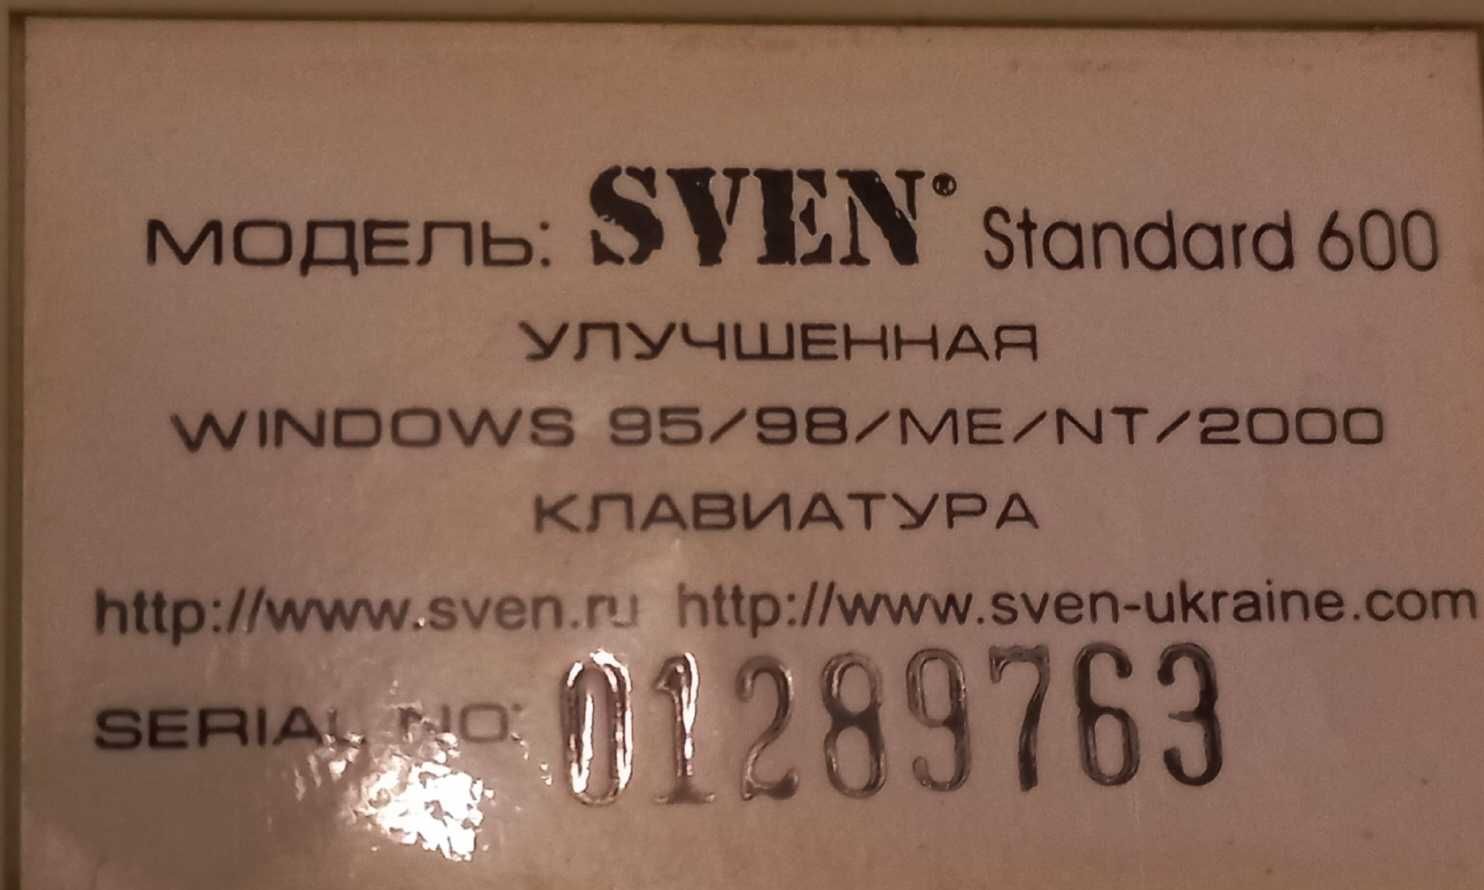 МОДЕЛЬ: SVEN® Standard 600
УЛУЧШЕННАЯ
WINDOWS 95/98/ME/NT/2000
КЛАВИАТУРА
http://www.sven.ru http://www.sven-ukraine.com
SERIAL NO: 01289763